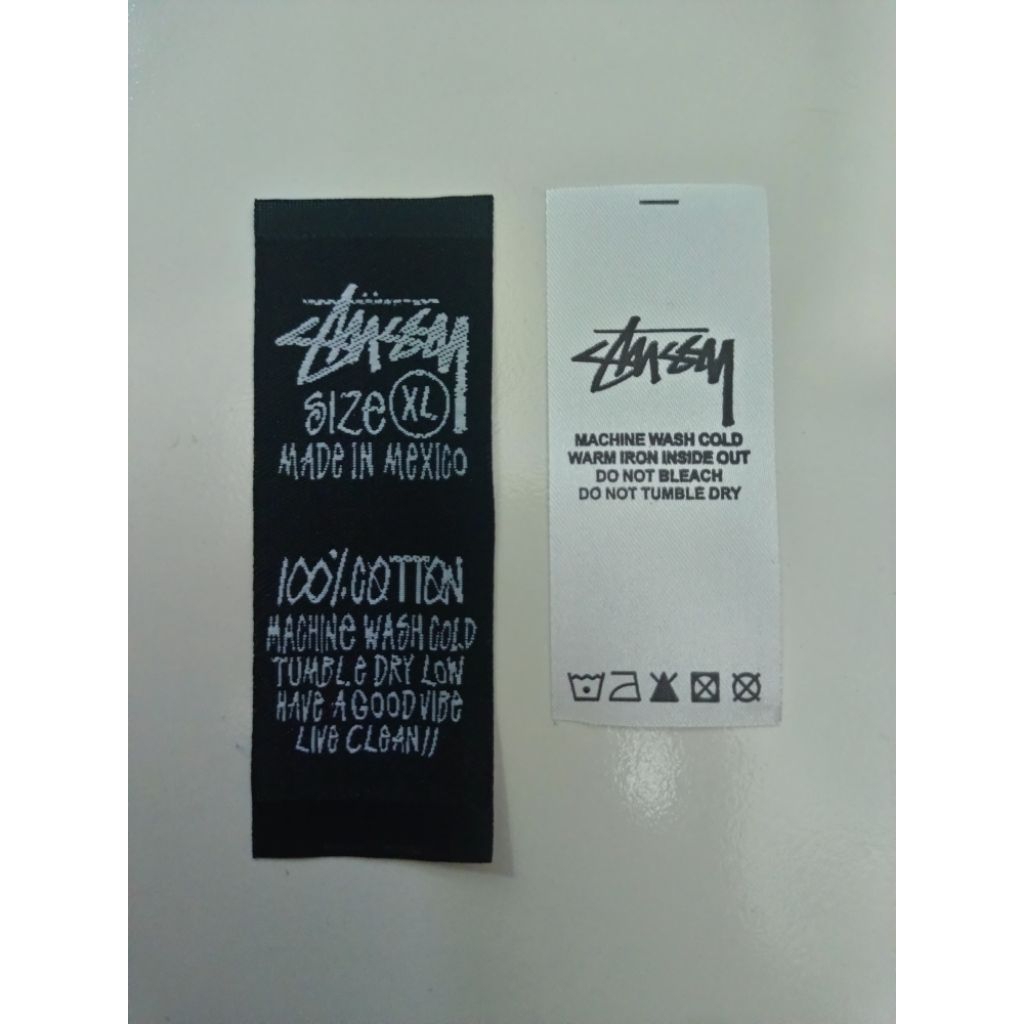 STÜSSY
SIZE XL
MADE IN MEXICO
100% COTTON
MACHINE WASH COLD
TUMBLE DRY LOW
HAVE A GOOD VIBE
LIVE CLEAN//
STUSSY
MACHINE WASH COLD
WARM IRON INSIDE OUT
DO NOT BLEACH
DO NOT TUMBLE DRY